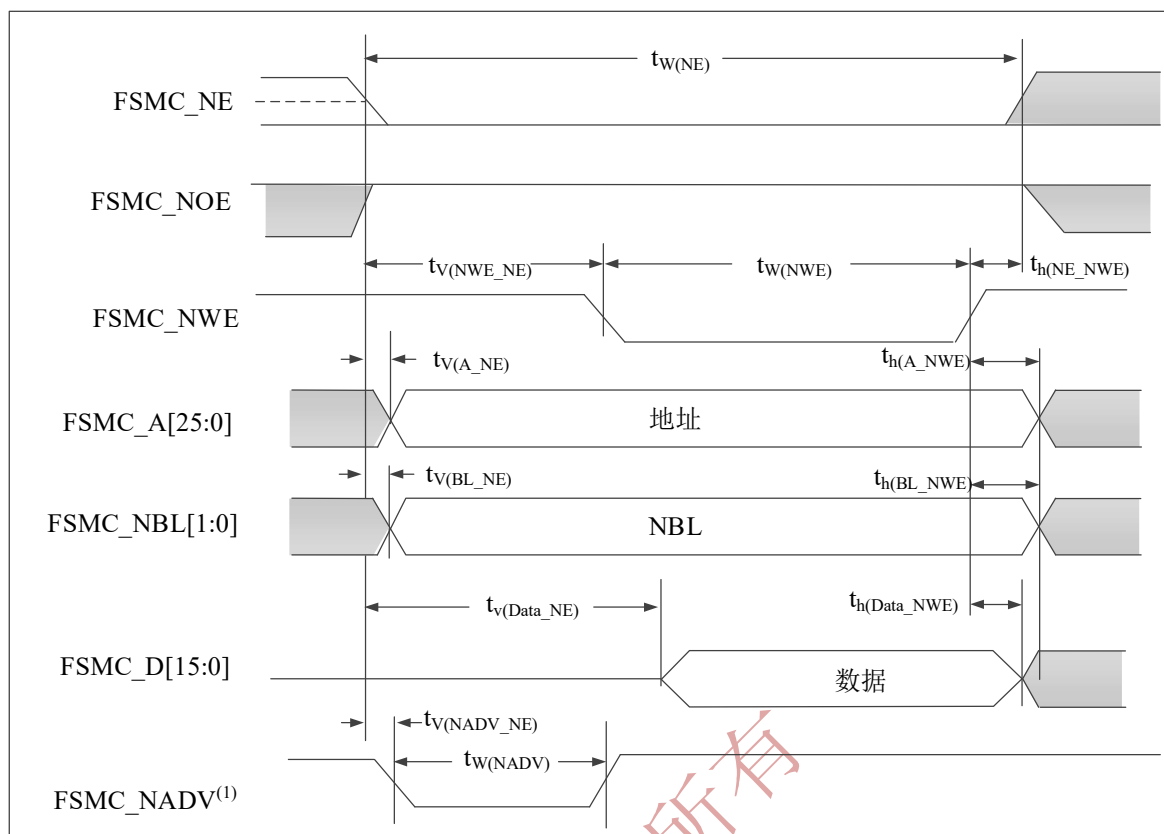 tW(NE)
FSMC_NE
FSMC_NOE
tV(NWE_NE)
tW(NWE)
th(NE_NWE)
FSMC_NWE
tV(A_NE)
th(A_NWE)
FSMC_A[25:0]
地址
tV(BL_NE)
th(BL_NWE)
FSMC_NBL[1:0]
NBL
tv(Data_NE)
th(Data_NWE)
FSMC_D[15:0]
数据
tV(NADV_NE)
tW(NADV)
FSMC_NADV(1)
所有